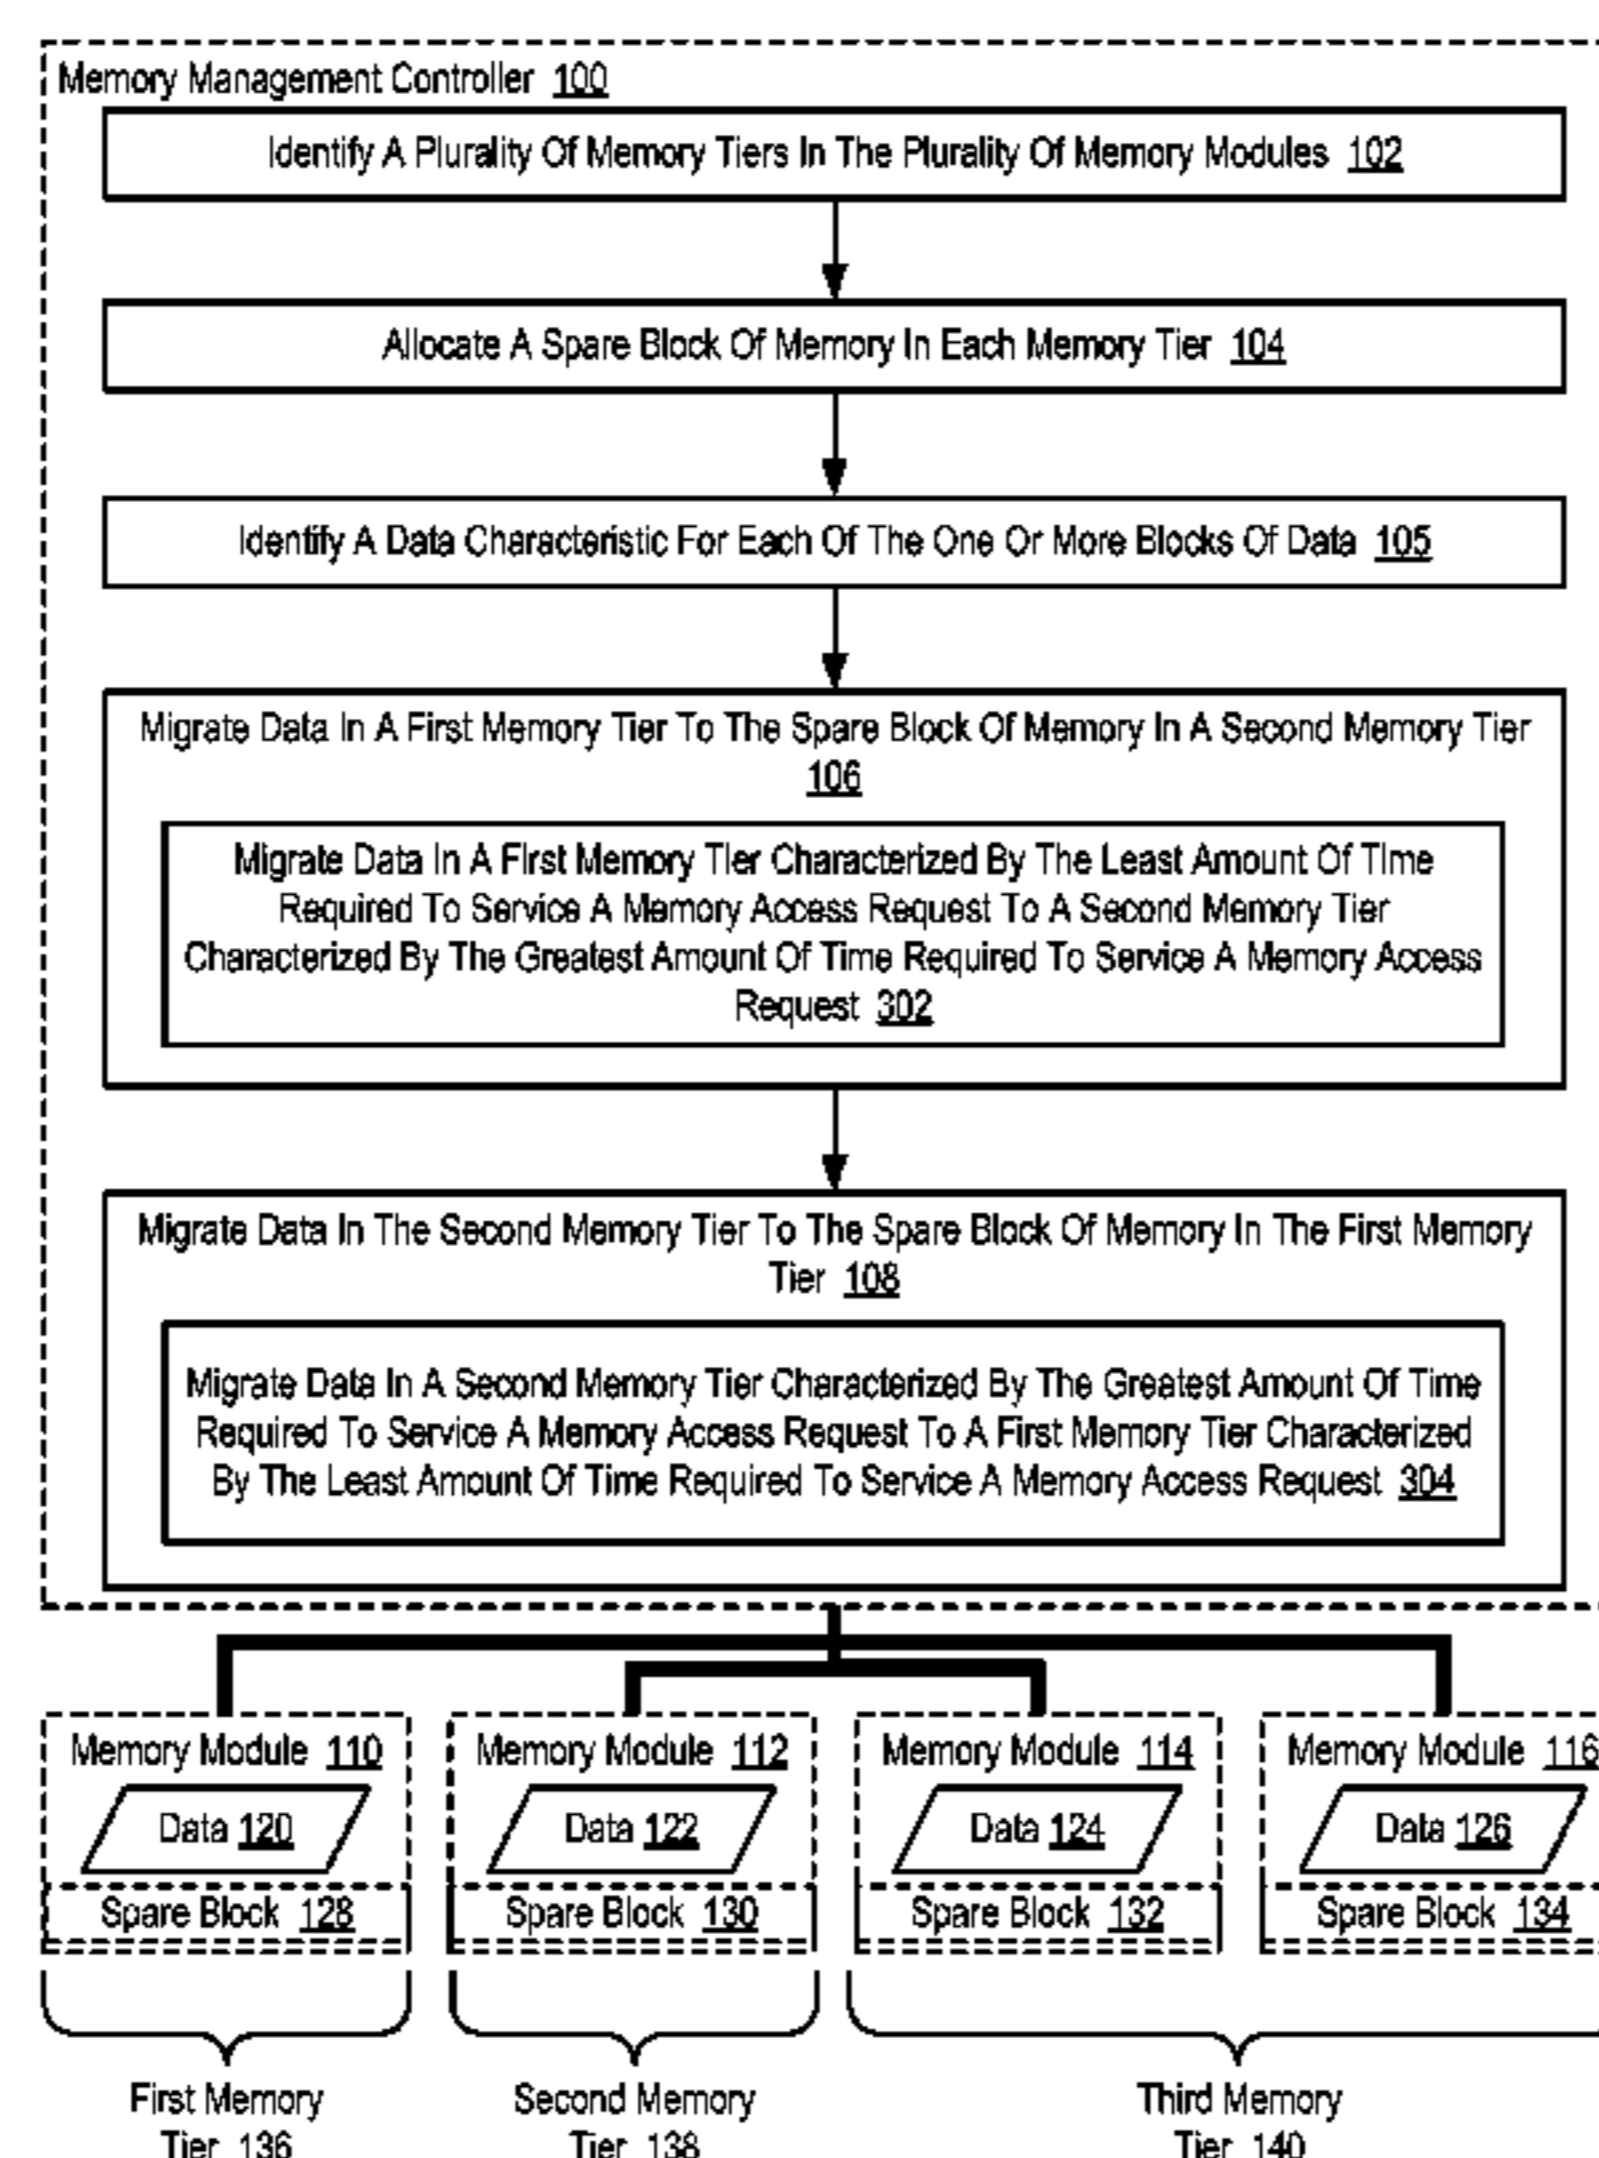 Memory Management Controller 100
Identify A Plurality Of Memory Tiers In The Plurality Of Memory Modules 102
Allocate A Spare Block Of Memory In Each Memory Tier 104
Identify A Data Characteristic For Each Of The One Or More Blocks Of Data 105
Migrate Data In A First Memory Tier To The Spare Block Of Memory In A Second Memory Tier
106
Migrate Data In A First Memory Tier Characterized By The Least Amount Of Time
Required To Service A Memory Access Request To A Second Memory Tier
Characterized By The Greatest Amount Of Time Required To Service A Memory Access
Request 302
Migrate Data In The Second Memory Tier To The Spare Block Of Memory In The First Memory
Tier 108
Migrate Data In A Second Memory Tier Characterized By The Greatest Amount Of Time
Required To Service A Memory Access Request To A First Memory Tier Characterized
By The Least Amount Of Time Required To Service A Memory Access Request 304
Memory Module 110
Data 120
Spare Block 128
Memory Module 112
Data 122
Spare Block 130
Memory Module 114
Data 124
Spare Block 132
Memory Module 116
Data 126
Spare Block 134
First Memory
Tier 136
Second Memory
Tier 138
Third Memory
Tier 140